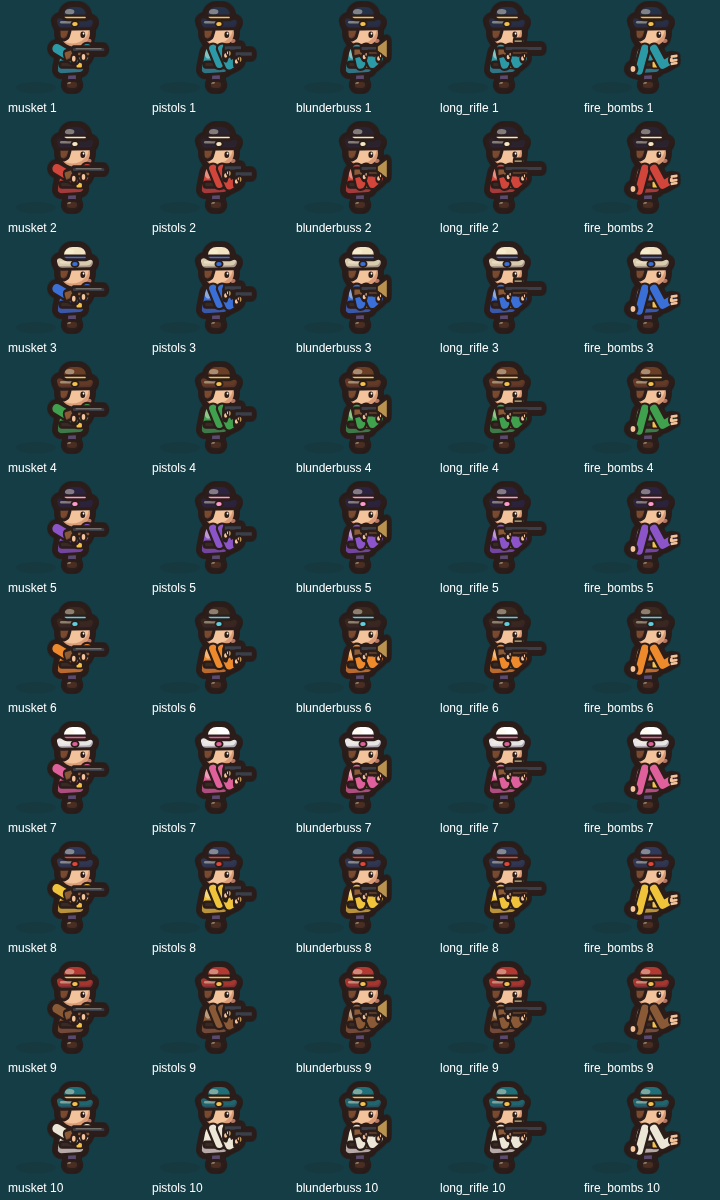 musket 1 pistols 1 blunderbuss 1 long_rifle 1 fire_bombs 1
musket 2 pistols 2 blunderbuss 2 long_rifle 2 fire_bombs 2
musket 3 pistols 3 blunderbuss 3 long_rifle 3 fire_bombs 3
musket 4 pistols 4 blunderbuss 4 long_rifle 4 fire_bombs 4
musket 5 pistols 5 blunderbuss 5 long_rifle 5 fire_bombs 5
musket 6 pistols 6 blunderbuss 6 long_rifle 6 fire_bombs 6
musket 7 pistols 7 blunderbuss 7 long_rifle 7 fire_bombs 7
musket 8 pistols 8 blunderbuss 8 long_rifle 8 fire_bombs 8
musket 9 pistols 9 blunderbuss 9 long_rifle 9 fire_bombs 9
musket 10 pistols 10 blunderbuss 10 long_rifle 10 fire_bombs 10